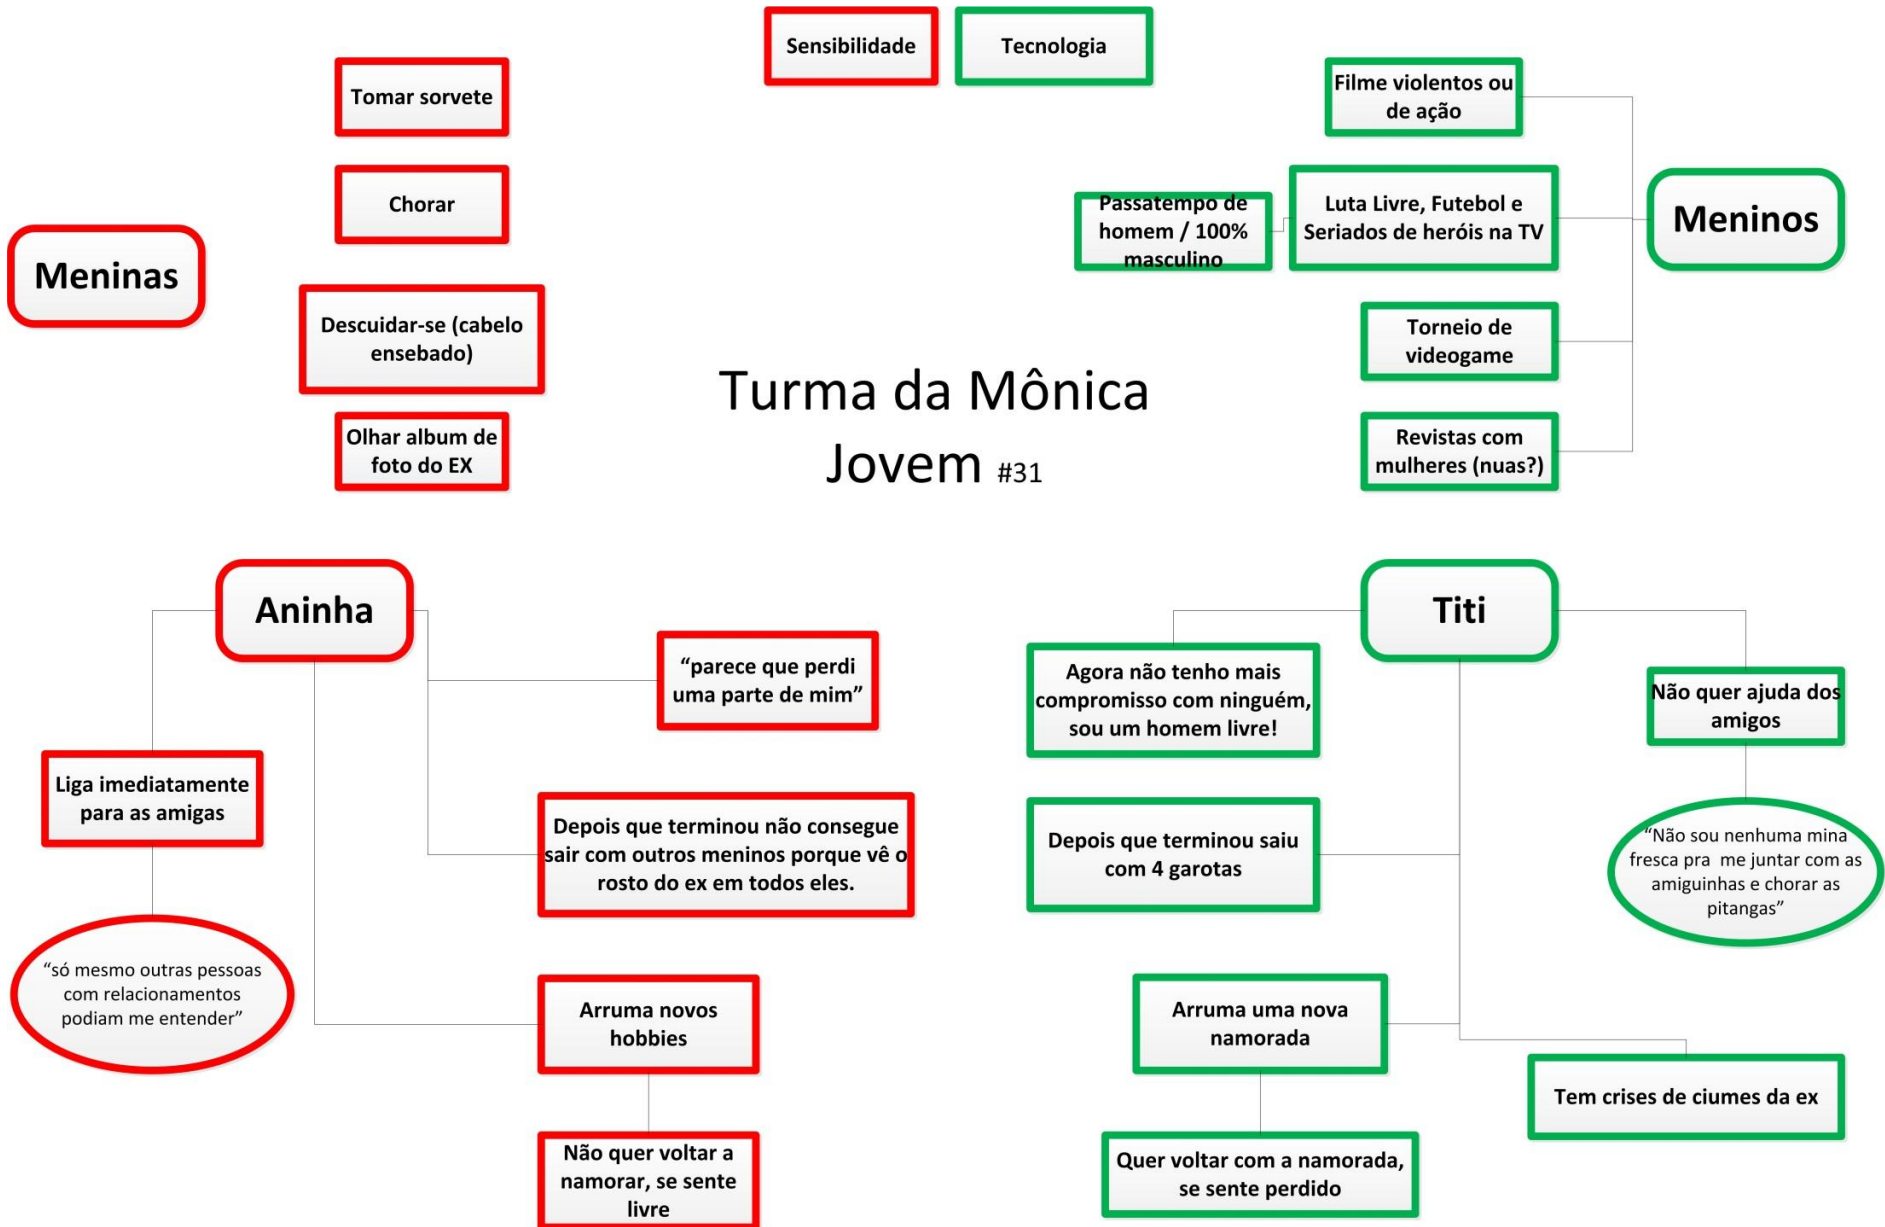 Sensibilidade
Tecnologia
Meninas
Tomar sorvete
Chorar
Descuidar-se (cabelo
ensebado)
Olhar album de
foto do EX
Turma da Mônica
Jovem #31
Meninos
Filme violentos ou
de ação
Luta Livre, Futebol e
Seriados de heróis na TV
Passatempo de
homem / 100%
masculino
Torneio de
videogame
Revistas com
mulheres (nuas?)
Aninha
“parece que perdi
uma parte de mim”
Liga imediatamente
para as amigas
Depois que terminou não consegue
sair com outros meninos porque vê o
rosto do ex em todos eles.
“só mesmo outras pessoas
com relacionamentos
podiam me entender”
Arruma novos
hobbies
Não quer voltar a
namorar, se sente
livre
Titi
Agora não tenho mais
compromisso com ninguém,
sou um homem livre!
Não quer ajuda dos
amigos
Depois que terminou saiu
com 4 garotas
“Não sou nenhuma mina
fresca pra me juntar com as
amiguinhas e chorar as
pitangas”
Arruma uma nova
namorada
Tem crises de ciumes da ex
Quer voltar com a namorada,
se sente perdido